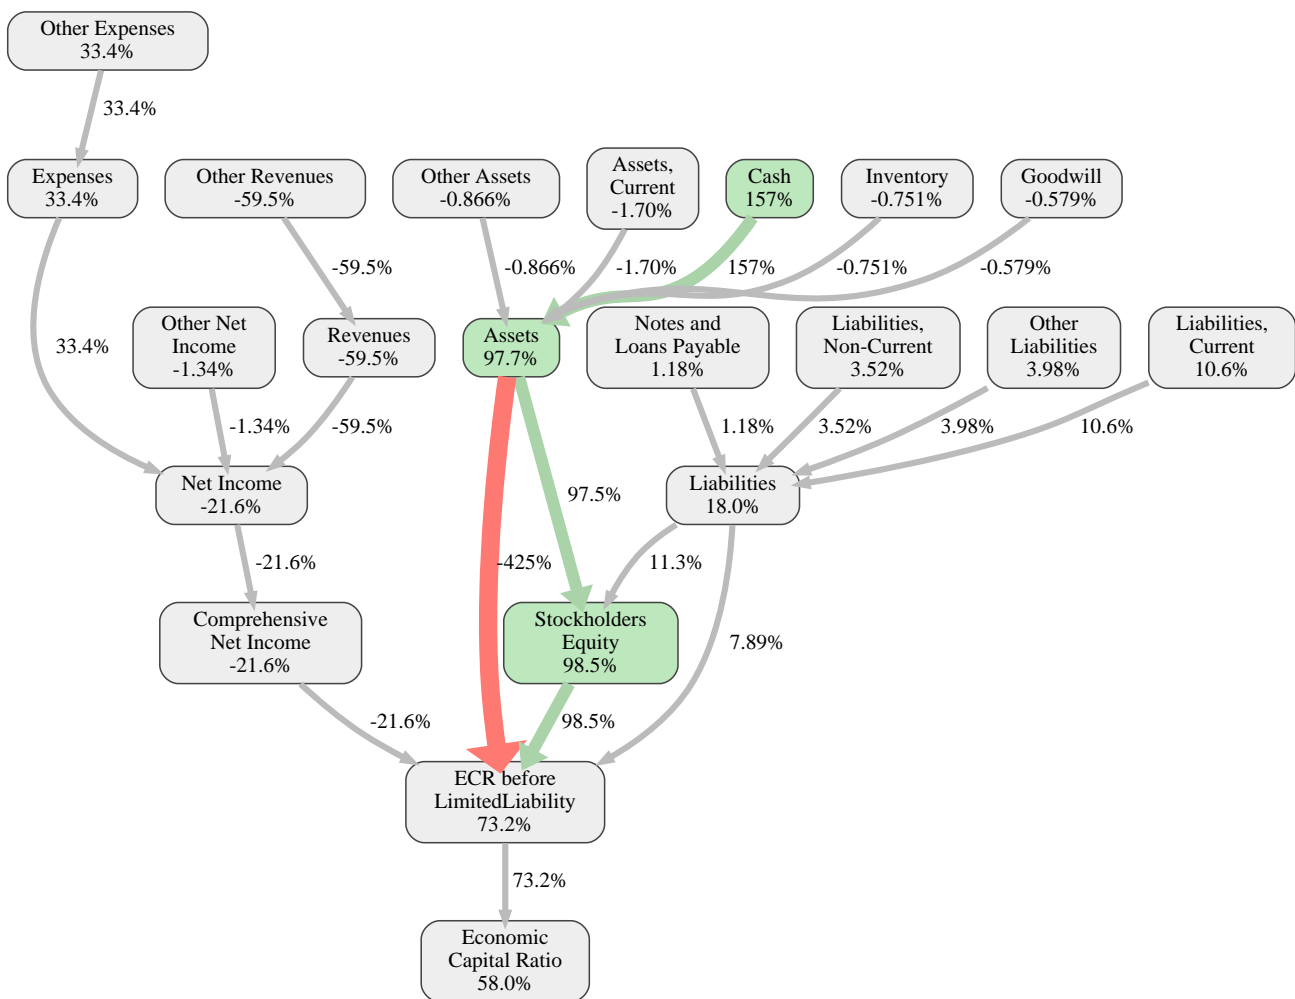 Other Expenses
33.4%
33.4%
Expenses
33.4%
Other Revenues
-59.5%
Other Assets
-0.866%
Assets,
Current
-1.70%
Cash
157%
Inventory
-0.751%
Goodwill
-0.579%
-59.5%
-0.866%
-1.70%
157%
-0.751%
-0.579%
33.4%
Other Net
Income
-1.34%
Revenues
-59.5%
Assets
97.7%
Notes and
Loans Payable
1.18%
Liabilities,
Non-Current
3.52%
Other
Liabilities
3.98%
Liabilities,
Current
10.6%
-1.34%
-59.5%
1.18%
3.52%
3.98%
10.6%
Net Income
-21.6%
97.5%
Liabilities
18.0%
-21.6%
-425%
11.3%
Comprehensive
Net Income
-21.6%
Stockholders
Equity
98.5%
7.89%
-21.6%
98.5%
ECR before
LimitedLiability
73.2%
73.2%
Economic
Capital Ratio
58.0%